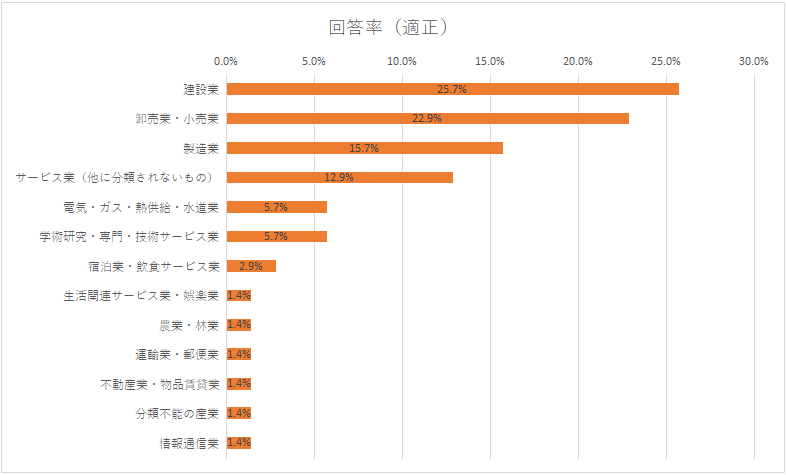 回答率（適正）
0.0% 5.0% 10.0% 15.0% 20.0% 25.0% 30.0%
建設業 25.7%
卸売業・小売業 22.9%
製造業 15.7%
サービス業（他に分類されないもの） 12.9%
電気・ガス・熱供給・水道業 5.7%
学術研究・専門・技術サービス業 5.7%
宿泊業・飲食サービス業 2.9%
生活関連サービス業・娯楽業 1.4%
農業・林業 1.4%
運輸業・郵便業 1.4%
不動産業・物品賃貸業 1.4%
分類不能の産業 1.4%
情報通信業 1.4%